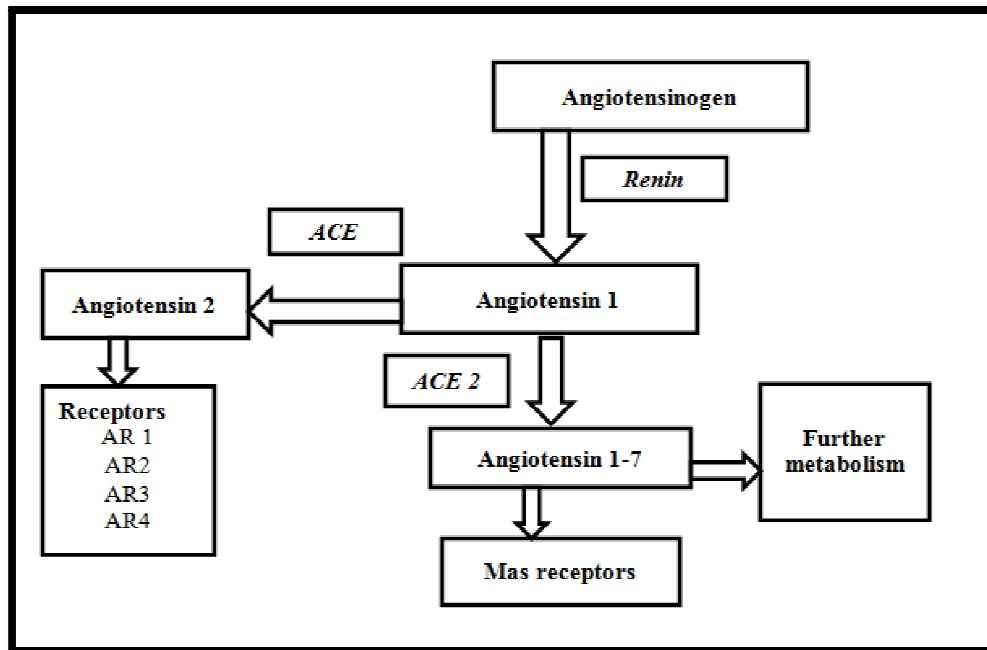 Angiotensinogen
Renin
ACE
Angiotensin 2
Angiotensin 1
ACE 2
Receptors
AR 1
AR2
AR3
AR4
Angiotensin 1-7
Further
metabolism
Mas receptors